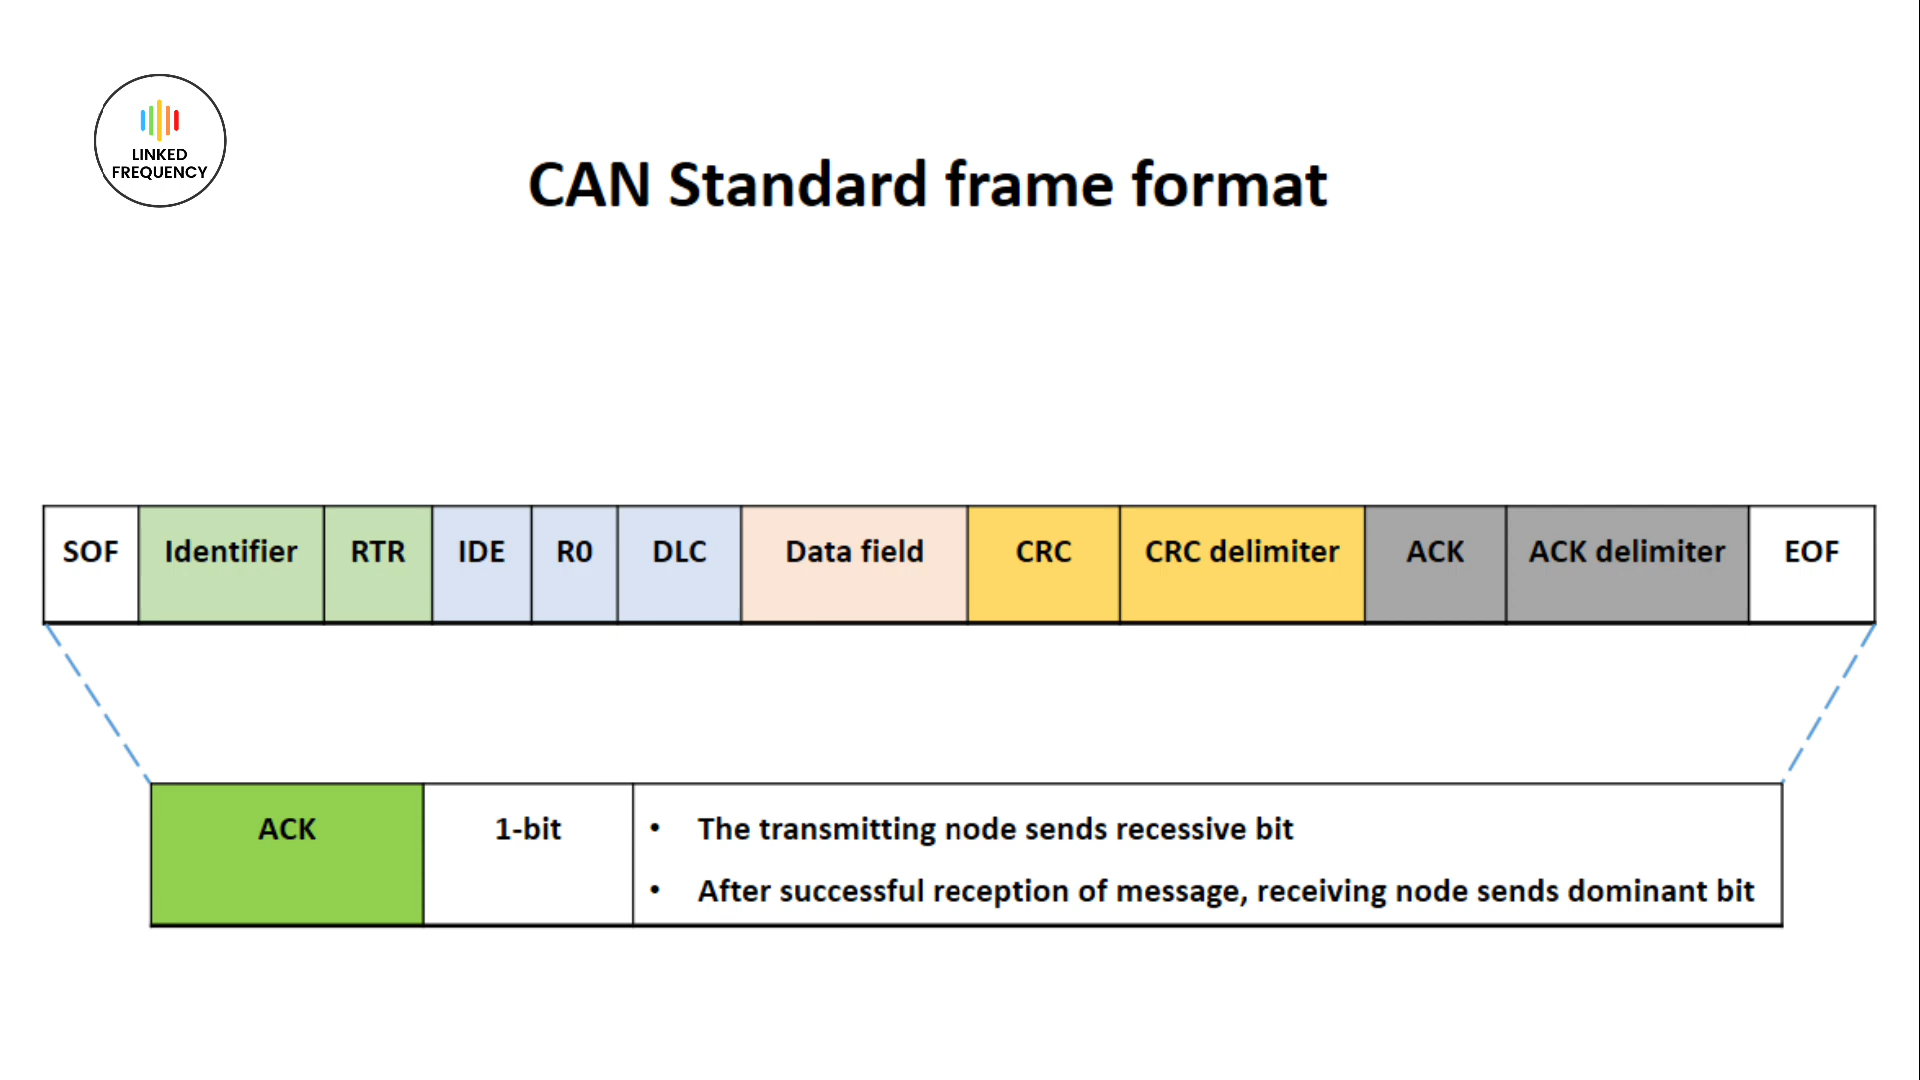 LINKED
FREQUENCY
CAN Standard frame format
SOF Identifier RTR IDE R0 DLC Data field CRC CRC delimiter ACK ACK delimiter EOF
ACK 1-bit • The transmitting node sends recessive bit
• After successful reception of message, receiving node sends dominant bit